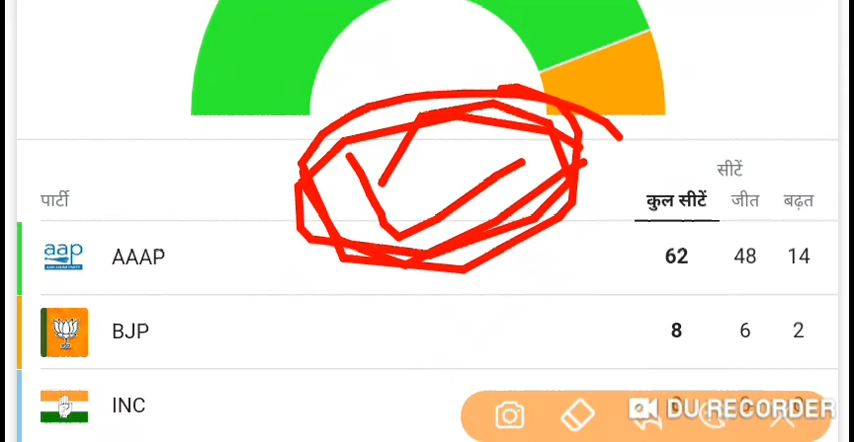 सीटें
पार्टी कुल सीटें जीत बढ़त
aap
AAAP 62 48 14
BJP 8 6 2
INC
DU RECORDER